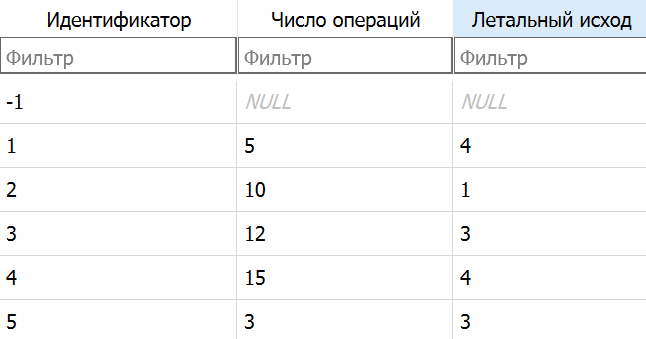 Идентификатор Число операций Летальный исход
Фильтр Фильтр Фильтр
-1 NULL NULL
1 5 4
2 10 1
3 12 3
4 15 4
5 3 3